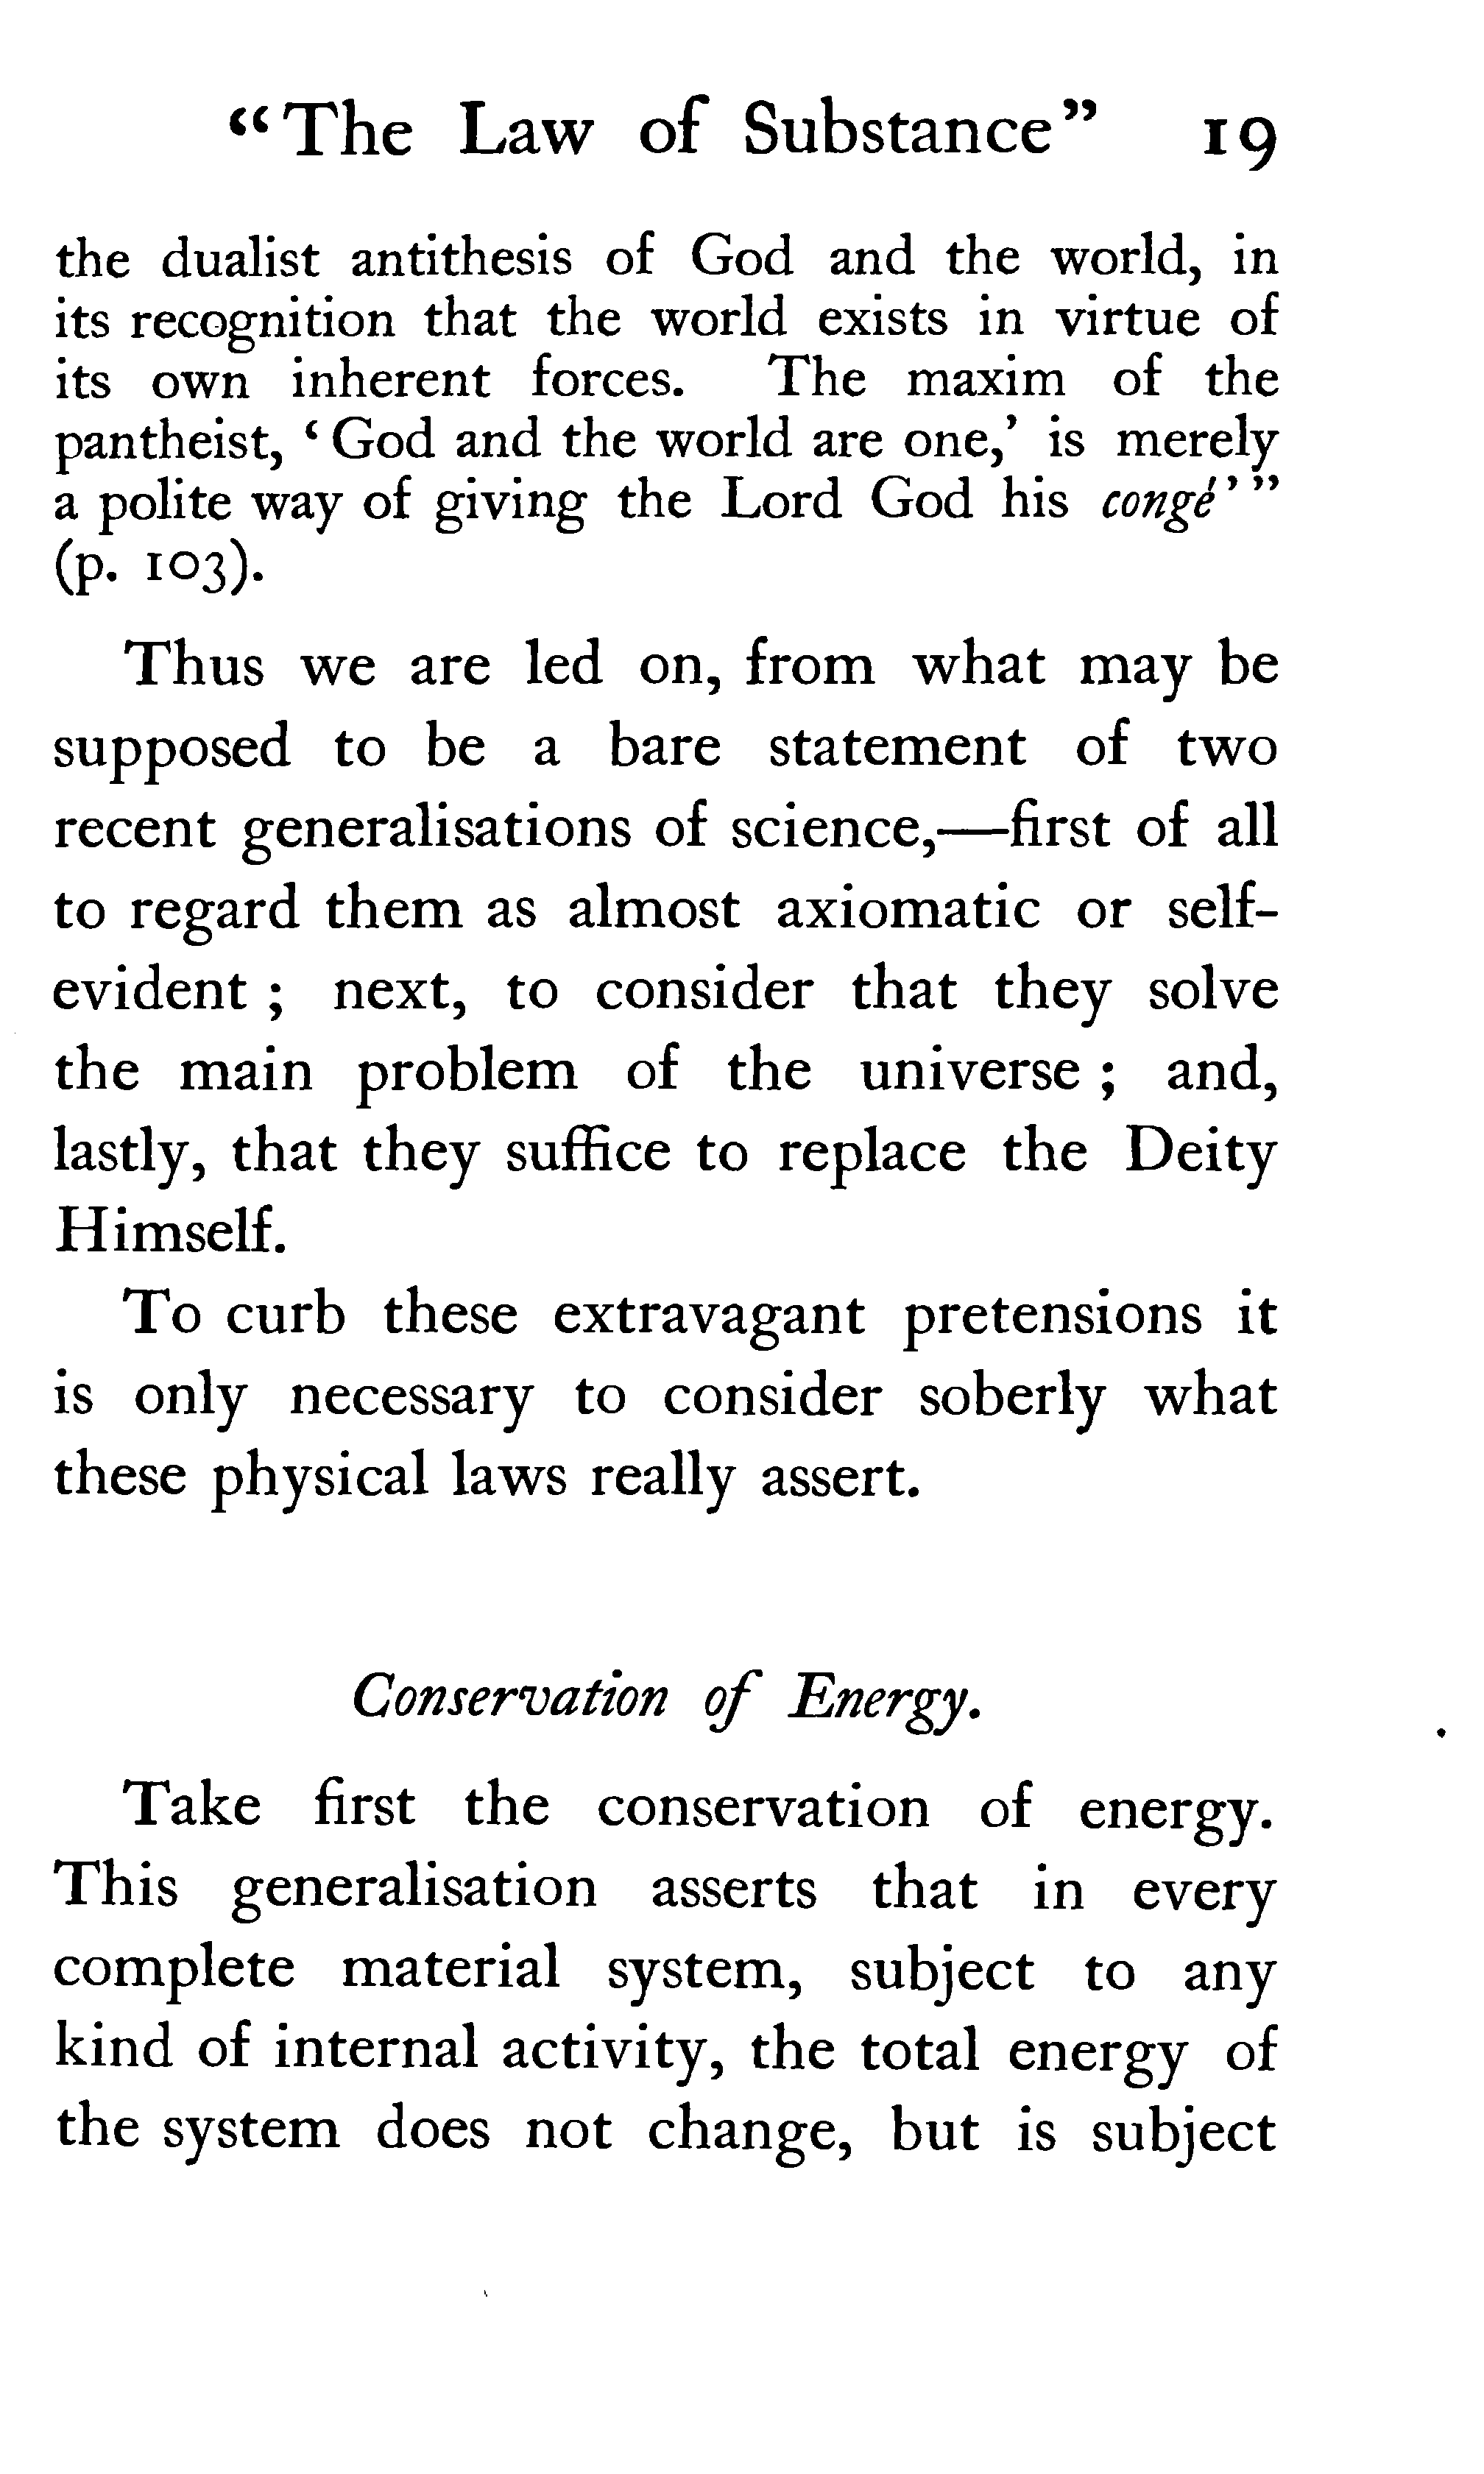 “The Law of Substance” 19
the dualist antithesis of God and the world, in
its recognition that the world exists in virtue of
its own inherent forces. The maxim of the
pantheist, ‘God and the world are one,’ is merely
a polite way of giving the Lord God his congé’”
(p. 103).
Thus we are led on, from what may be
supposed to be a bare statement of two
recent generalisations of science,—first of all
to regard them as almost axiomatic or self-
evident ; next, to consider that they solve
the main problem of the universe ; and,
lastly, that they suffice to replace the Deity
Himself.
To curb these extravagant pretensions it
is only necessary to consider soberly what
these physical laws really assert.
Conservation of Energy.
Take first the conservation of energy.
This generalisation asserts that in every
complete material system, subject to any
kind of internal activity, the total energy of
the system does not change, but is subject